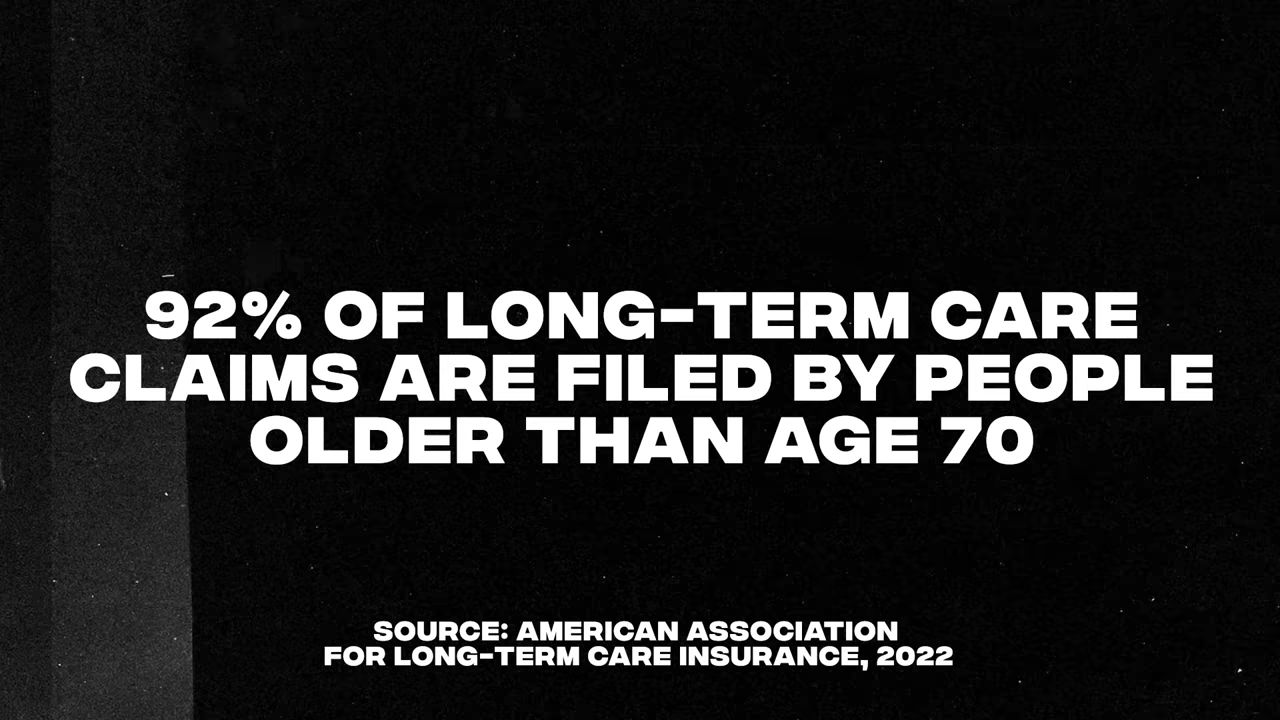 92% OF LONG-TERM CARE
CLAIMS ARE FILED BY PEOPLE
OLDER THAN AGE 70
SOURCE: AMERICAN ASSOCIATION
FOR LONG-TERM CARE INSURANCE, 2022